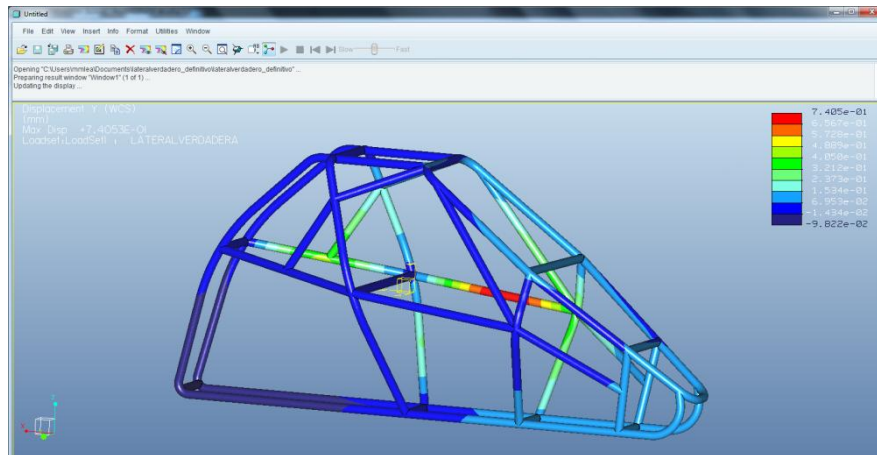 Untitled
File Edit View Insert Info Format Utilities Window
Slow Fast
Opening "C:\Users\mmlea\Documents\lateralverdadero_definitivo\lateralverdadero_definitivo" ...
Preparing result window "Window1" (1 of 1) ...
Updating the display ...
Displacement Y (WCS)
(mm)
Max Disp +7.4053E-01
Loadset:LoadSet1 : LATERALVERDADERA
7.405e-01
6.567e-01
5.728e-01
4.889e-01
4.050e-01
3.212e-01
2.373e-01
1.534e-01
6.953e-02
-1.434e-02
-9.822e-02